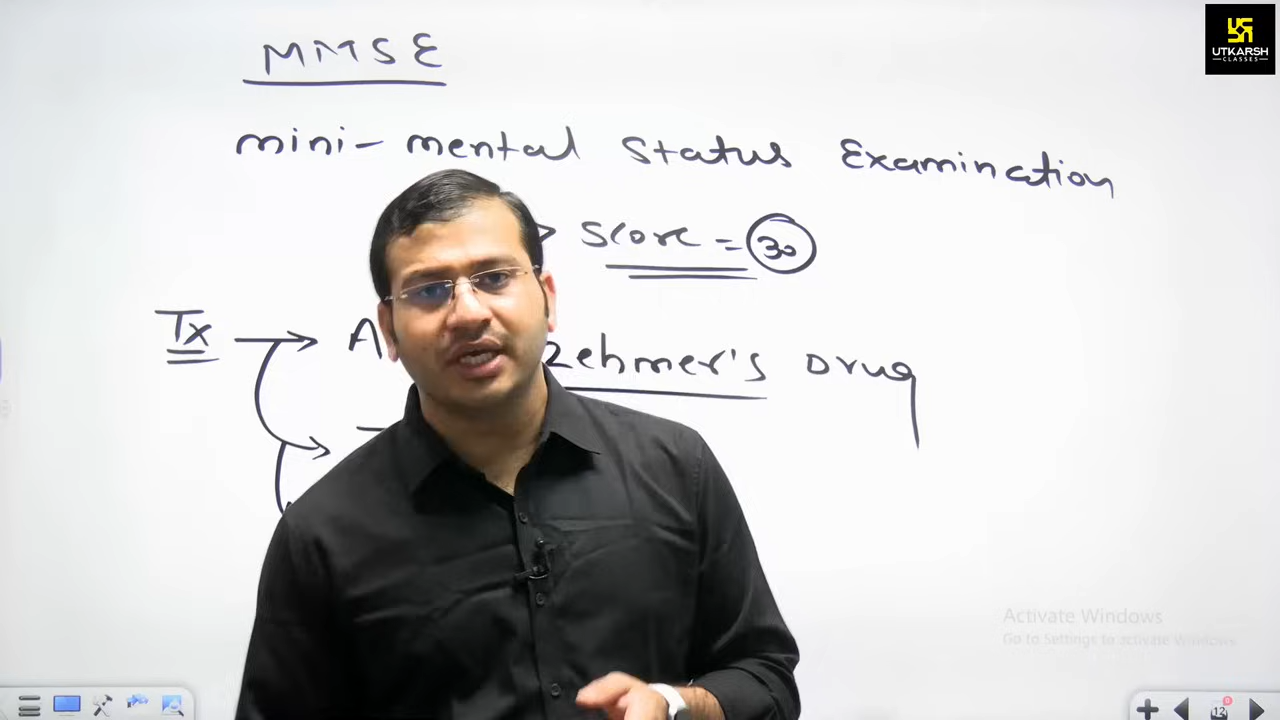 MMSE
UTKARSH
CLASSES
mini-mental Status Examination
Score = 30
Tx → A
zehmer's Drug
Activate Windows
Go to Settings to activate Windows.
12